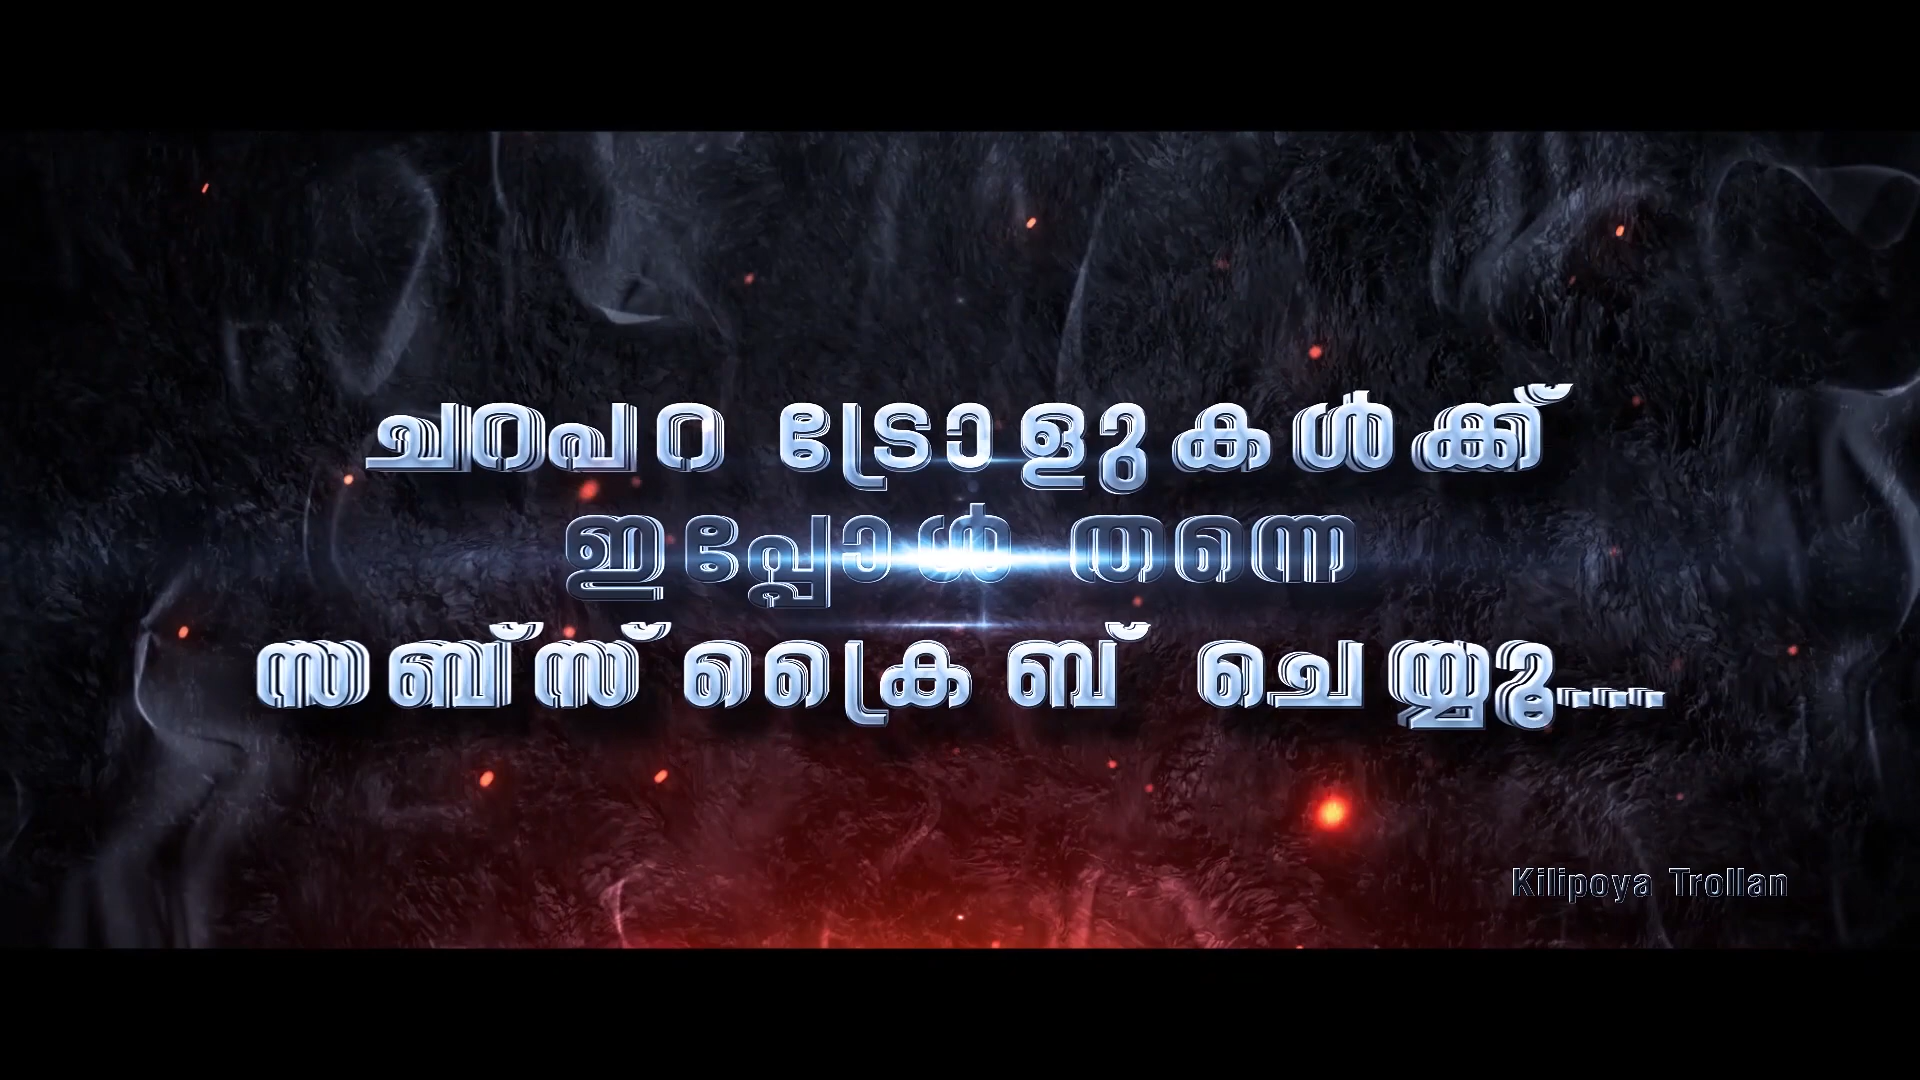 ചറപറ ട്രോളുകൾക്ക്
ഇപ്പോൾ തന്നെ
സബ്സ്ക്രൈബ് ചെയ്യൂ....
Kilipoya Trollan